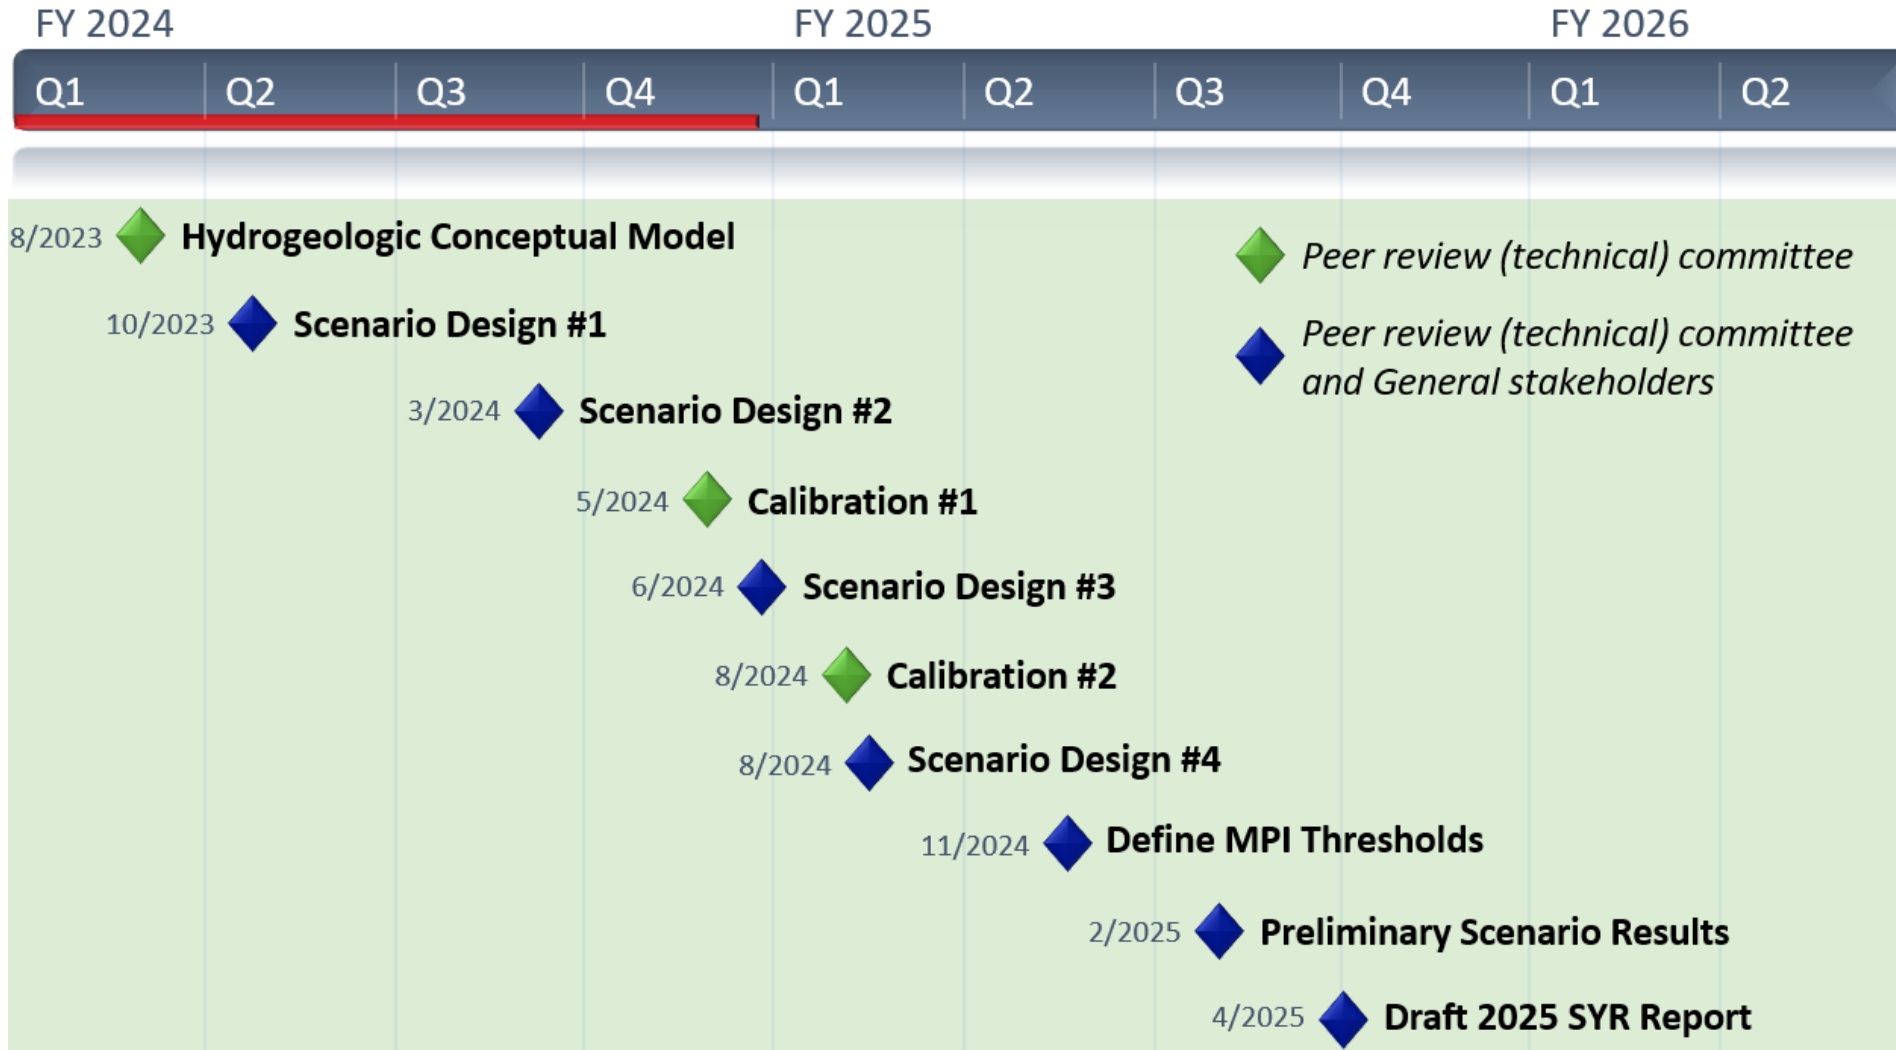 FY 2024 FY 2025 FY 2026
Q1 Q2 Q3 Q4 Q1 Q2 Q3 Q4 Q1 Q2
8/2023 Hydrogeologic Conceptual Model
Peer review (technical) committee
10/2023 Scenario Design #1
Peer review (technical) committee
and General stakeholders
3/2024 Scenario Design #2
5/2024 Calibration #1
6/2024 Scenario Design #3
8/2024 Calibration #2
8/2024 Scenario Design #4
11/2024 Define MPI Thresholds
2/2025 Preliminary Scenario Results
4/2025 Draft 2025 SYR Report